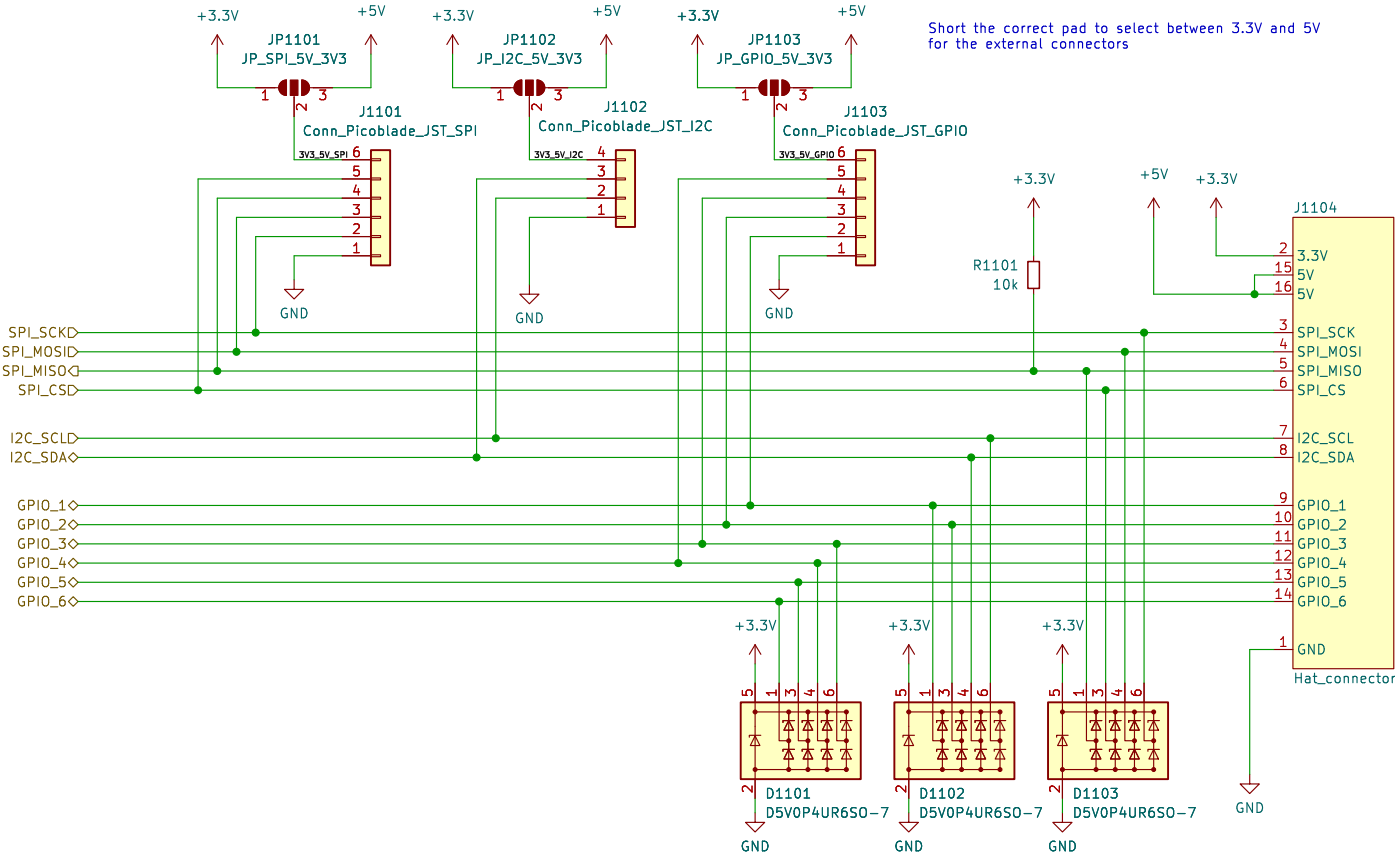 +3.3V
+5V
+3.3V
+5V
+3.3V
+5V
Short the correct pad to select between 3.3V and 5V
for the external connectors
JP1101
JP_SPI_5V_3V3
JP1102
JP_I2C_5V_3V3
JP1103
JP_GPIO_5V_3V3
1
2
3
1
2
3
1
2
3
J1101
Conn_Picoblade_JST_SPI
J1102
Conn_Picoblade_JST_I2C
J1103
Conn_Picoblade_JST_GPIO
3V3_5V_SPI
6
5
4
3
2
1
3V3_5V_I2C
4
3
2
1
3V3_5V_GPIO
6
5
4
3
2
1
GND
GND
GND
+3.3V
R1101
10k
+5V
+3.3V
J1104
2 3.3V
15 5V
16 5V
SPI_SCK
3 SPI_SCK
SPI_MOSI
4 SPI_MOSI
SPI_MISO
5 SPI_MISO
SPI_CS
6 SPI_CS
I2C_SCL
7 I2C_SCL
I2C_SDA
8 I2C_SDA
GPIO_1
9 GPIO_1
GPIO_2
10 GPIO_2
GPIO_3
11 GPIO_3
GPIO_4
12 GPIO_4
GPIO_5
13 GPIO_5
GPIO_6
14 GPIO_6
1 GND
Hat_connector
GND
+3.3V
+3.3V
+3.3V
5 1 3 4 6
5 1 3 4 6
5 1 3 4 6
2
D1101
D5V0P4UR6SO-7
GND
2
D1102
D5V0P4UR6SO-7
GND
2
D1103
D5V0P4UR6SO-7
GND